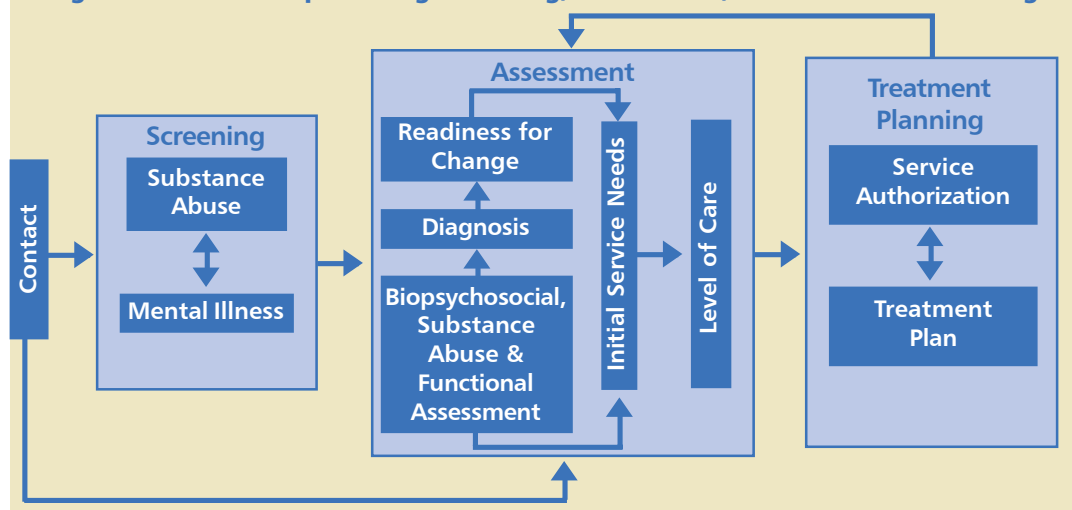 Contact
Screening
Substance
Abuse
Mental Illness
Assessment
Readiness for
Change
Diagnosis
Biopsychosocial,
Substance
Abuse &
Functional
Assessment
Initial Service Needs
Level of Care
Treatment
Planning
Service
Authorization
Treatment
Plan